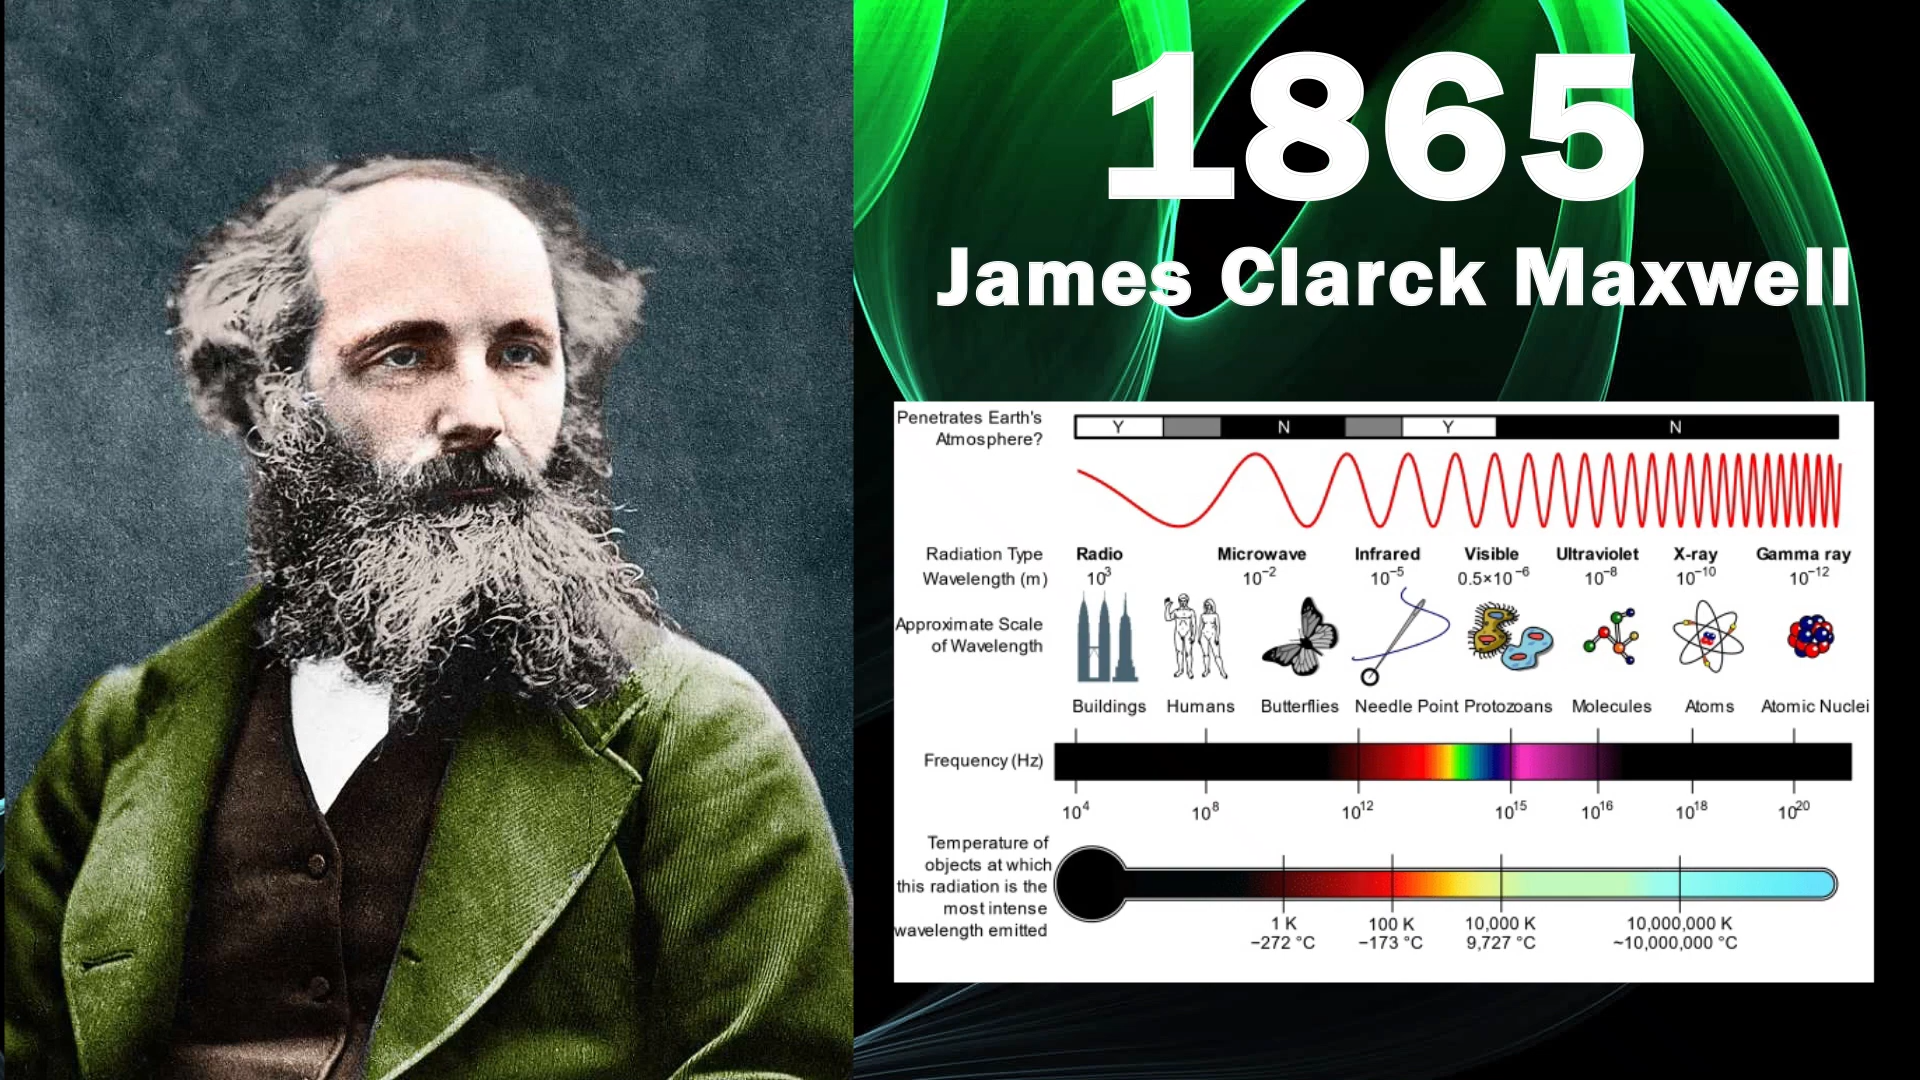 1865
James Clarck Maxwell
Penetrates Earth's
Atmosphere?
Y N Y N
Radiation Type Radio Microwave Infrared Visible Ultraviolet X-ray Gamma ray
Wavelength (m) 10³ 10⁻² 10⁻⁵ 0.5×10⁻⁶ 10⁻⁸ 10⁻¹⁰ 10⁻¹²
Approximate Scale
of Wavelength
Buildings Humans Butterflies Needle Point Protozoans Molecules Atoms Atomic Nuclei
Frequency (Hz)
10⁴ 10⁸ 10¹² 10¹⁵ 10¹⁶ 10¹⁸ 10²⁰
Temperature of
objects at which
this radiation is the
most intense
wavelength emitted
1 K 100 K 10,000 K 10,000,000 K
−272 °C −173 °C 9,727 °C ~10,000,000 °C